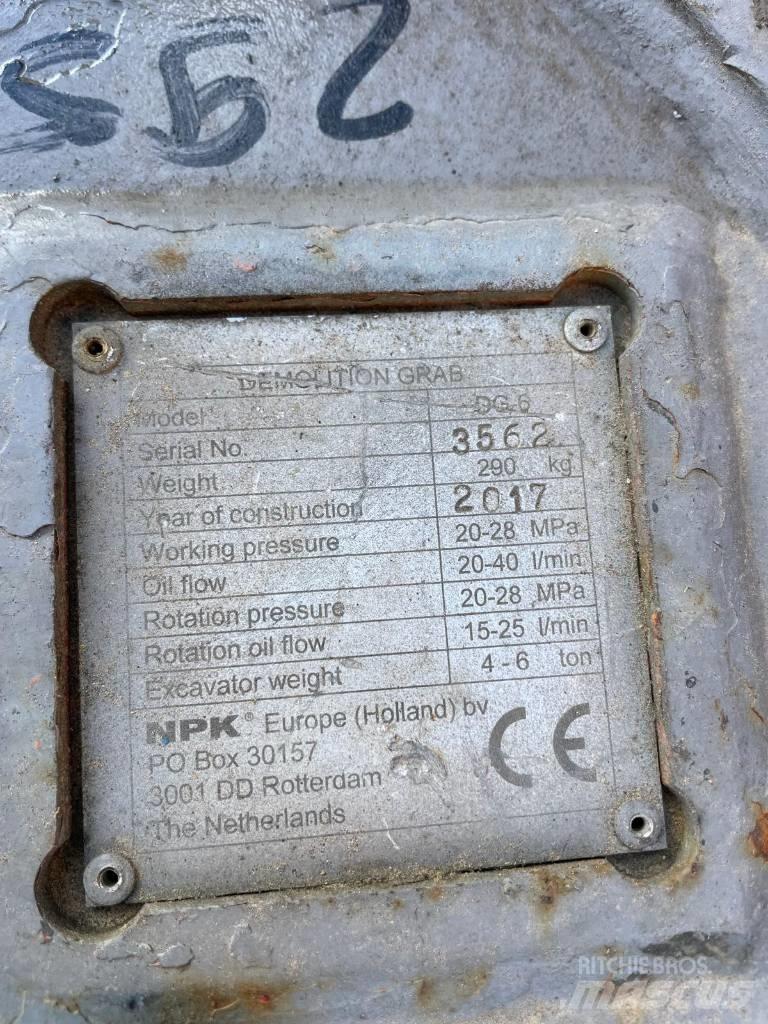 DEMOLITION GRAB
Model DG-6
Serial No. 3562
Weight 290 kg
Year of construction 2017
Working pressure 20-28 MPa
Oil flow 20-40 l/min
Rotation pressure 20-28 MPa
Rotation oil flow 15-25 l/min
Excavator weight 4 - 6 ton
NPK® Europe (Holland) bv
PO Box 30157
3001 DD Rotterdam
The Netherlands
CE
RITCHIE BROS.
MASCUS